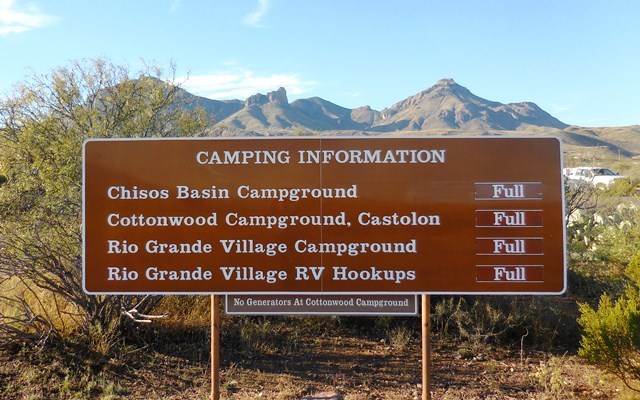 CAMPING INFORMATION
Chisos Basin Campground Full
Cottonwood Campground, Castolon Full
Rio Grande Village Campground Full
Rio Grande Village RV Hookups Full
No Generators At Cottonwood Campground